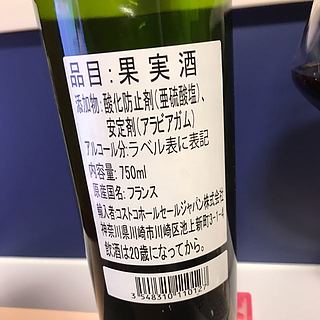 品目:果実酒
添加物:酸化防止剤(亜硫酸塩)、
安定剤(アラビアガム)
アルコール分:ラベル表に表記
内容量:750ml
原産国名:フランス
輸入者コストコホールセールジャパン株式会社
神奈川県川崎市川崎区池上新町3-1-4
飲酒は20歳になってから。
3 548310 110127